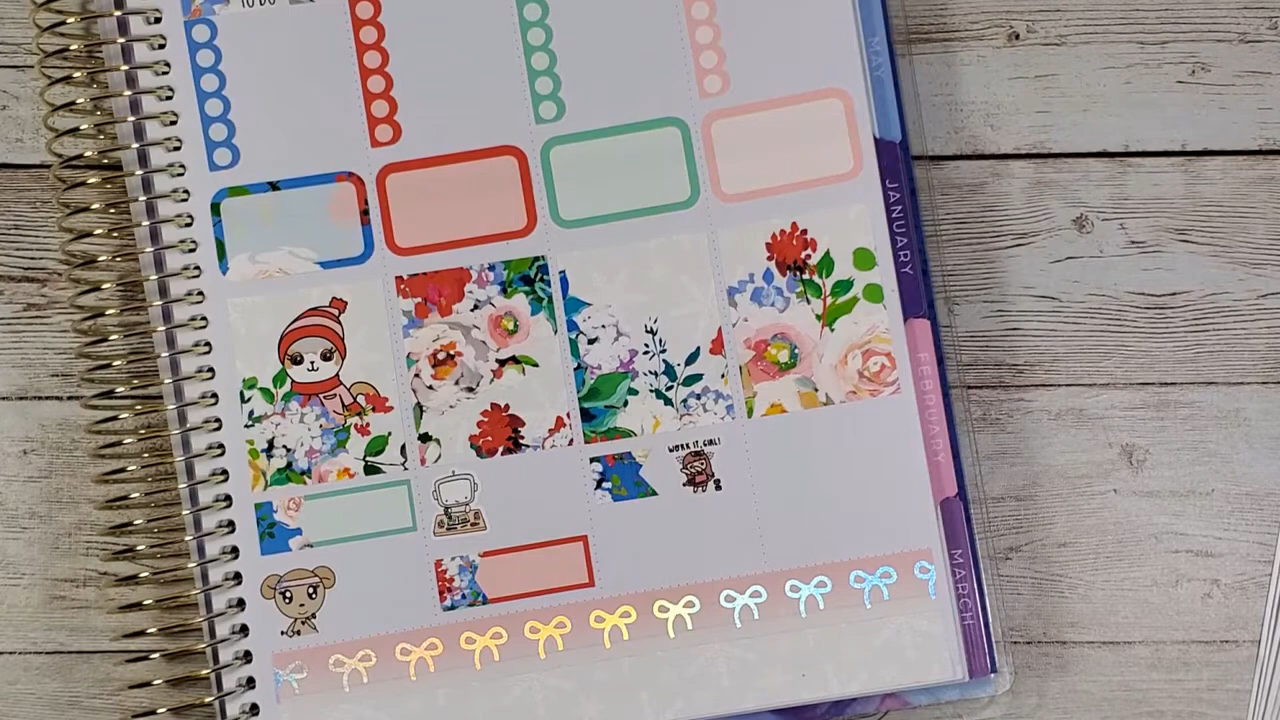 TO DO
MAY
JANUARY
FEBRUARY
WORK IT, GIRL!
MARCH